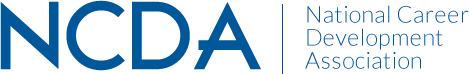 NCDA
National Career
Development
Association